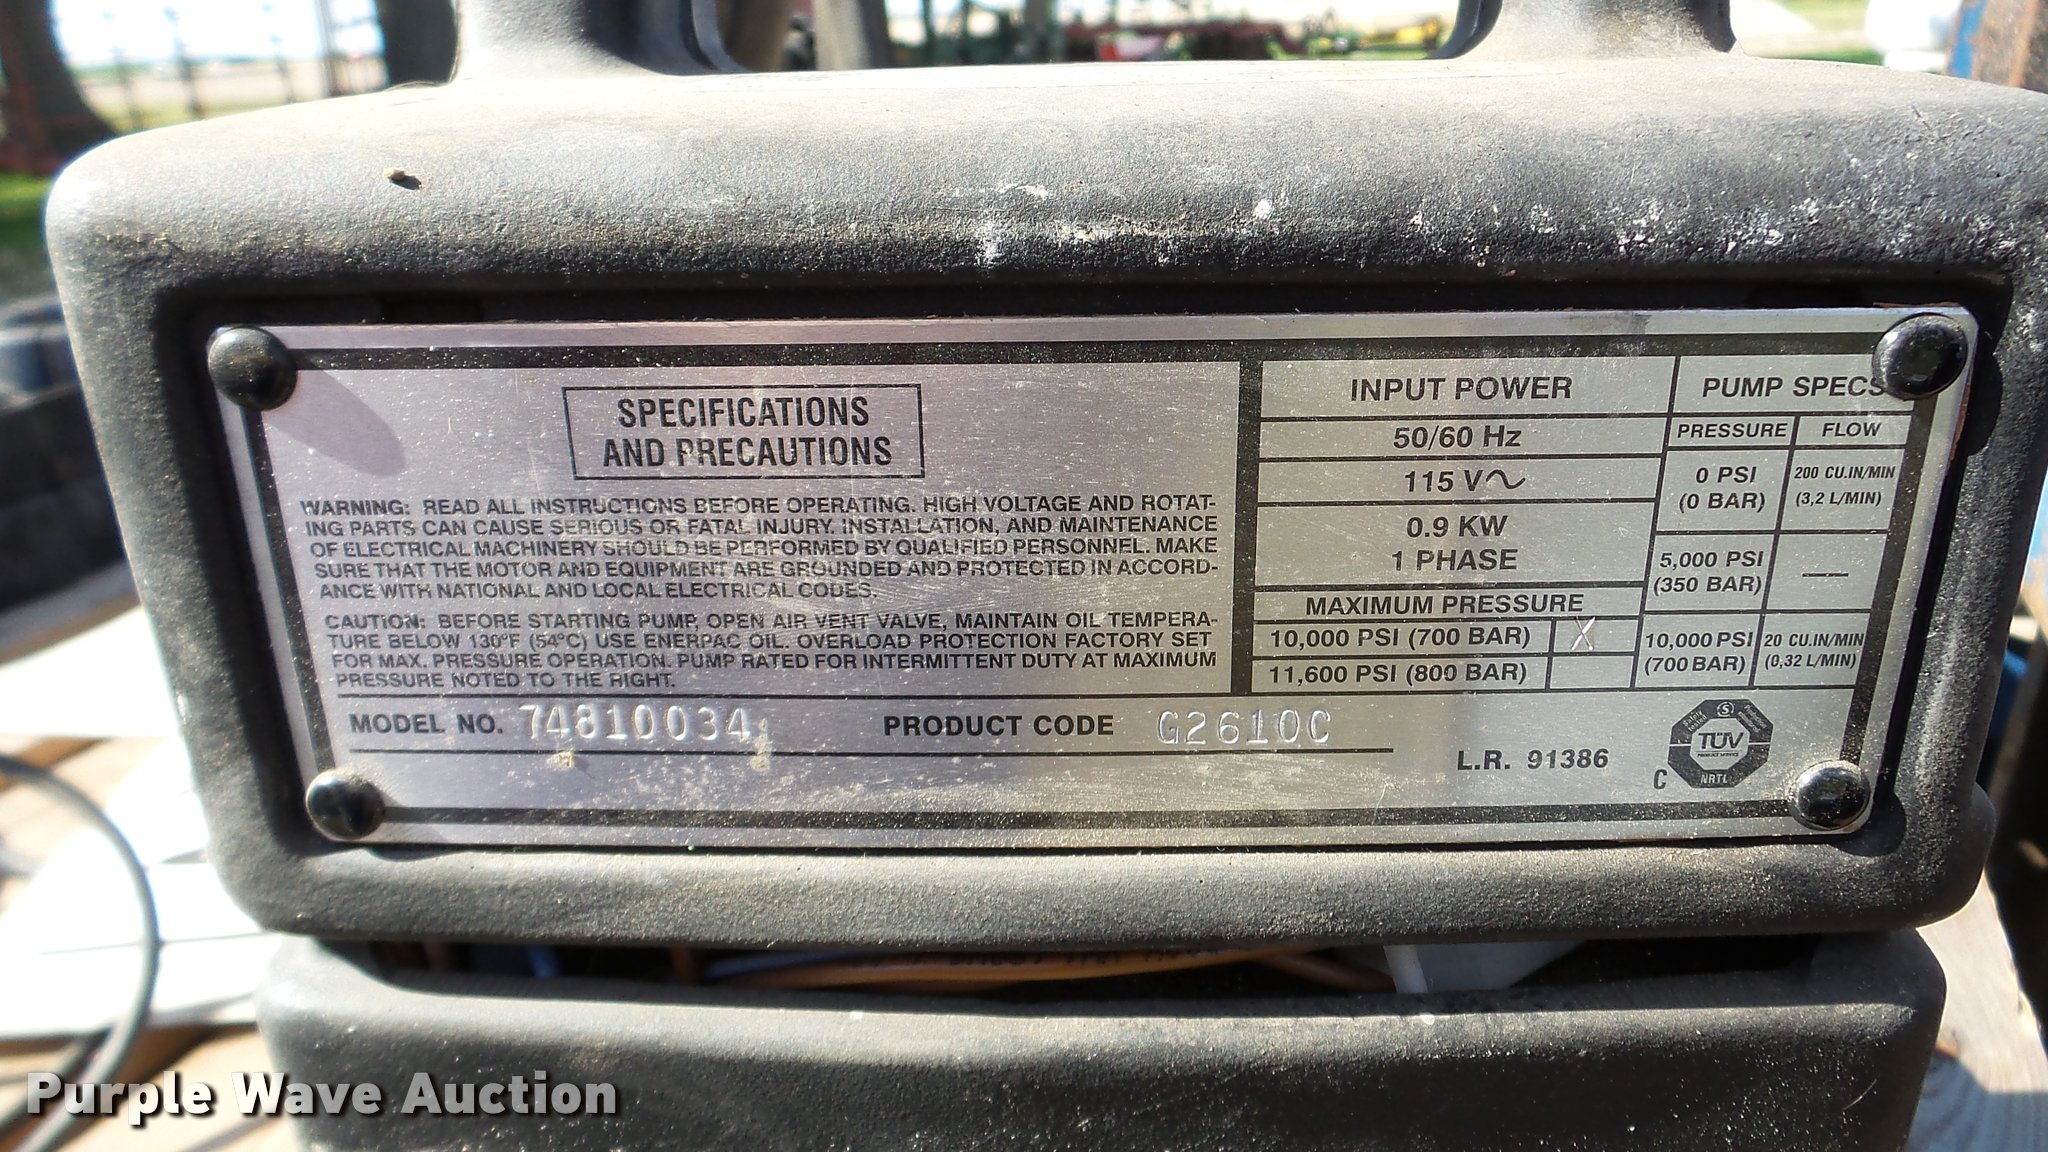 SPECIFICATIONS
AND PRECAUTIONS
WARNING: READ ALL INSTRUCTIONS BEFORE OPERATING. HIGH VOLTAGE AND ROTAT-
ING PARTS CAN CAUSE SERIOUS OR FATAL INJURY. INSTALLATION, AND MAINTENANCE
OF ELECTRICAL MACHINERY SHOULD BE PERFORMED BY QUALIFIED PERSONNEL. MAKE
SURE THAT THE MOTOR AND EQUIPMENT ARE GROUNDED AND PROTECTED IN ACCORD-
ANCE WITH NATIONAL AND LOCAL ELECTRICAL CODES.
CAUTION: BEFORE STARTING PUMP, OPEN AIR VENT VALVE, MAINTAIN OIL TEMPERA-
TURE BELOW 130°F (54°C) USE ENERPAC OIL. OVERLOAD PROTECTION FACTORY SET
FOR MAX. PRESSURE OPERATION. PUMP RATED FOR INTERMITTENT DUTY AT MAXIMUM
PRESSURE NOTED TO THE RIGHT.
MODEL NO. 74810034 PRODUCT CODE G2610C
INPUT POWER
50/60 Hz
115 V~
0.9 KW
1 PHASE
MAXIMUM PRESSURE
10,000 PSI (700 BAR) X
11,600 PSI (800 BAR)
PUMP SPECS
PRESSURE FLOW
0 PSI 200 CU.IN/MIN
(0 BAR) (3,2 L/MIN)
5,000 PSI —
(350 BAR)
10,000 PSI 20 CU.IN/MIN
(700 BAR) (0,32 L/MIN)
L.R. 91386
C
TÜV
NRTL
Purple Wave Auction